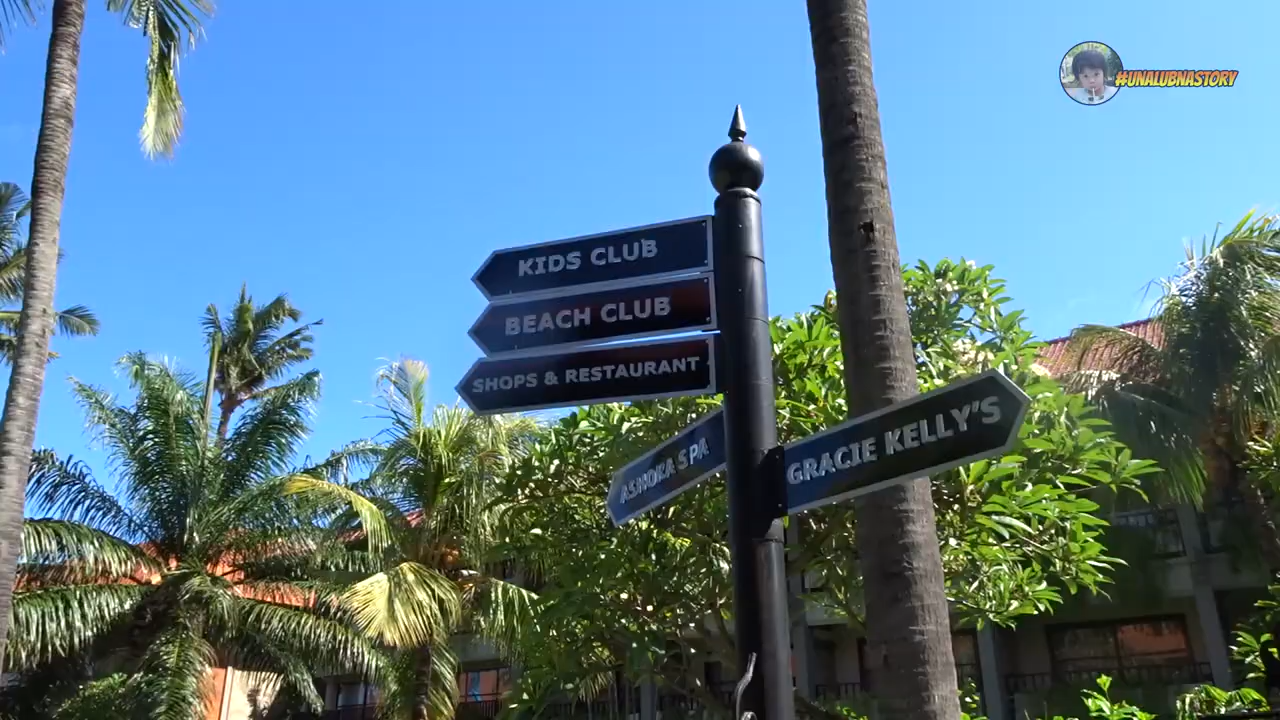 #UNALUBNASTORY
KIDS CLUB
BEACH CLUB
SHOPS & RESTAURANT
ASHOKA SPA
GRACIE KELLY'S